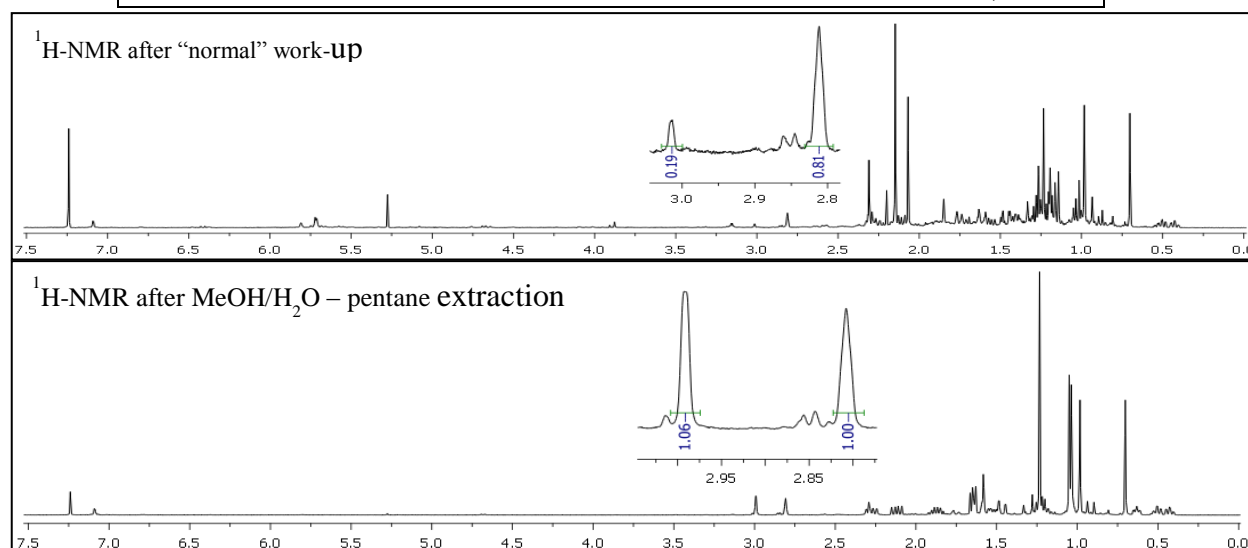 1H-NMR after “normal” work-up
0.19
0.81
3.0 2.9 2.8
7.5 7.0 6.5 6.0 5.5 5.0 4.5 4.0 3.5 3.0 2.5 2.0 1.5 1.0 0.5 0.0
1H-NMR after MeOH/H2O – pentane extraction
1.06
1.00
2.95 2.85
7.5 7.0 6.5 6.0 5.5 5.0 4.5 4.0 3.5 3.0 2.5 2.0 1.5 1.0 0.5 0.0